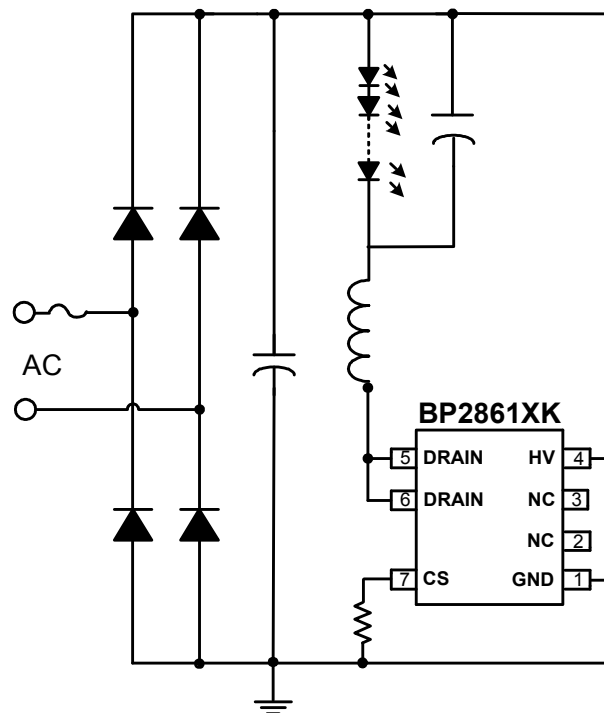 AC
BP2861XK
5 DRAIN HV 4
6 DRAIN NC 3
NC 2
7 CS GND 1